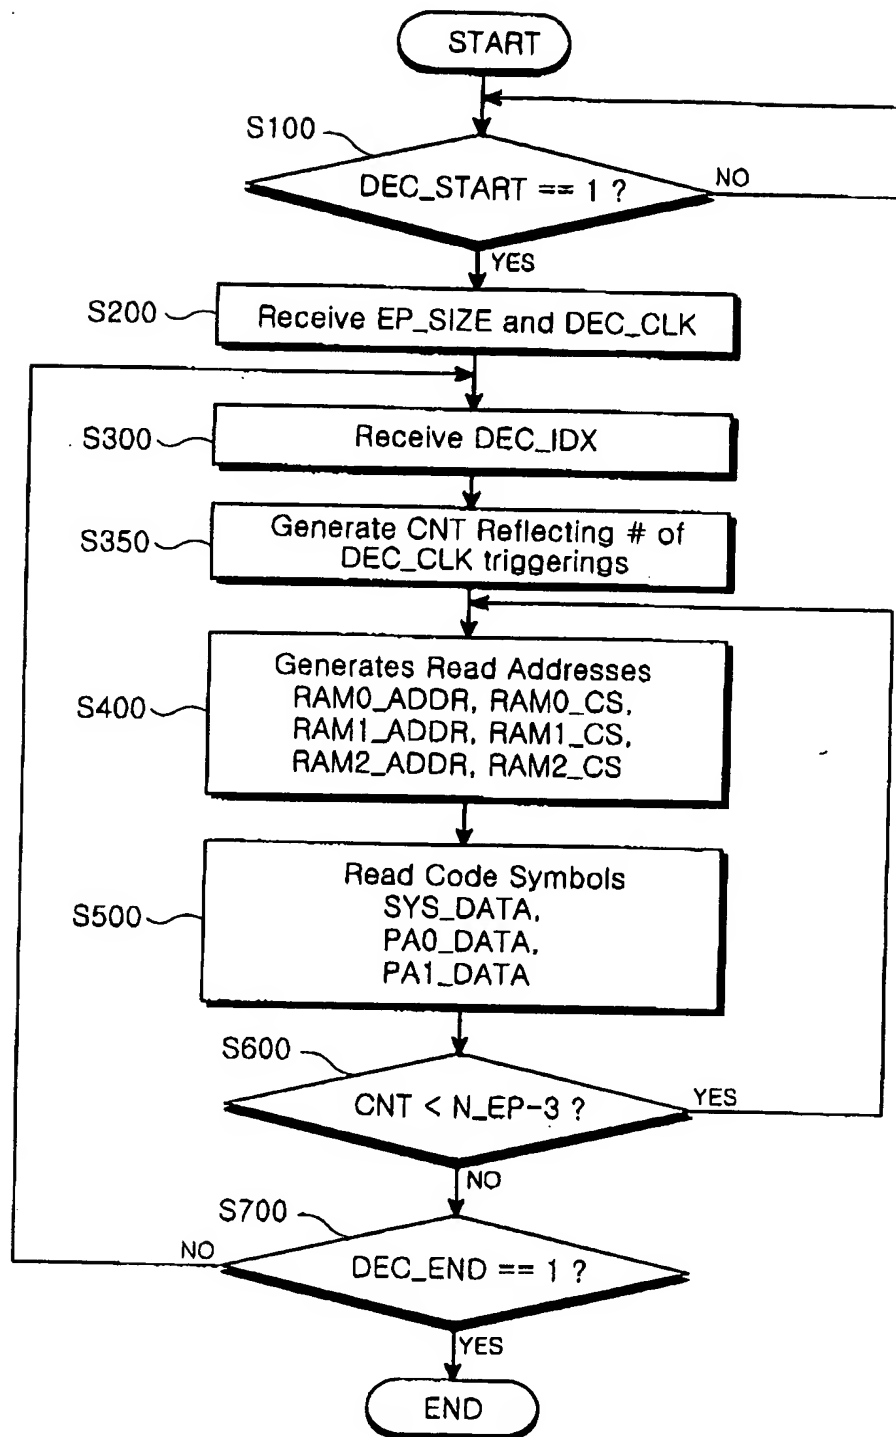 START
S100
DEC_START == 1 ?
NO
YES
S200
Receive EP_SIZE and DEC_CLK
S300
Receive DEC_IDX
S350
Generate CNT Reflecting # of
DEC_CLK triggerings
S400
Generates Read Addresses
RAM0_ADDR, RAM0_CS,
RAM1_ADDR, RAM1_CS,
RAM2_ADDR, RAM2_CS
S500
Read Code Symbols
SYS_DATA,
PA0_DATA,
PA1_DATA
S600
CNT < N_EP-3 ?
YES
NO
S700
NO
DEC_END == 1 ?
YES
END